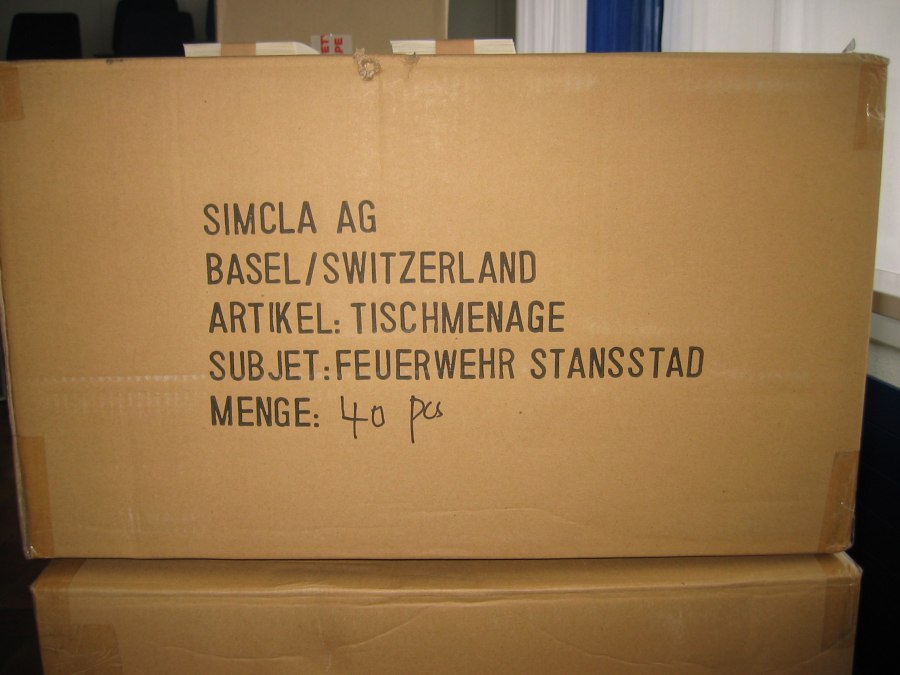 SIMCLA AG
BASEL/SWITZERLAND
ARTIKEL: TISCHMENAGE
SUBJET: FEUERWEHR STANSSTAD
MENGE: 40 pcs